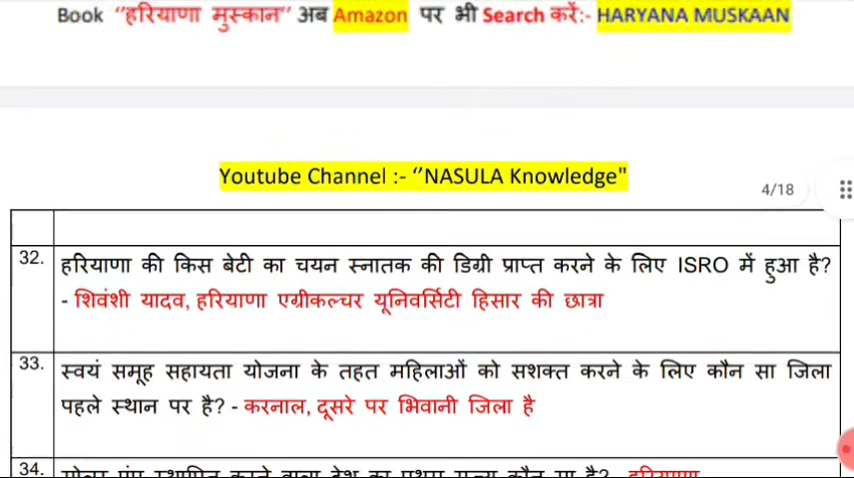 Book “हरियाणा मुस्कान” अब Amazon पर भी Search करें:- HARYANA MUSKAAN
Youtube Channel :- “NASULA Knowledge"
4/18
32. हरियाणा की किस बेटी का चयन स्नातक की डिग्री प्राप्त करने के लिए ISRO में हुआ है?
- शिवंशी यादव, हरियाणा एग्रीकल्चर यूनिवर्सिटी हिसार की छात्रा
33. स्वयं समूह सहायता योजना के तहत महिलाओं को सशक्त करने के लिए कौन सा जिला
पहले स्थान पर है? - करनाल, दूसरे पर भिवानी जिला है
34.